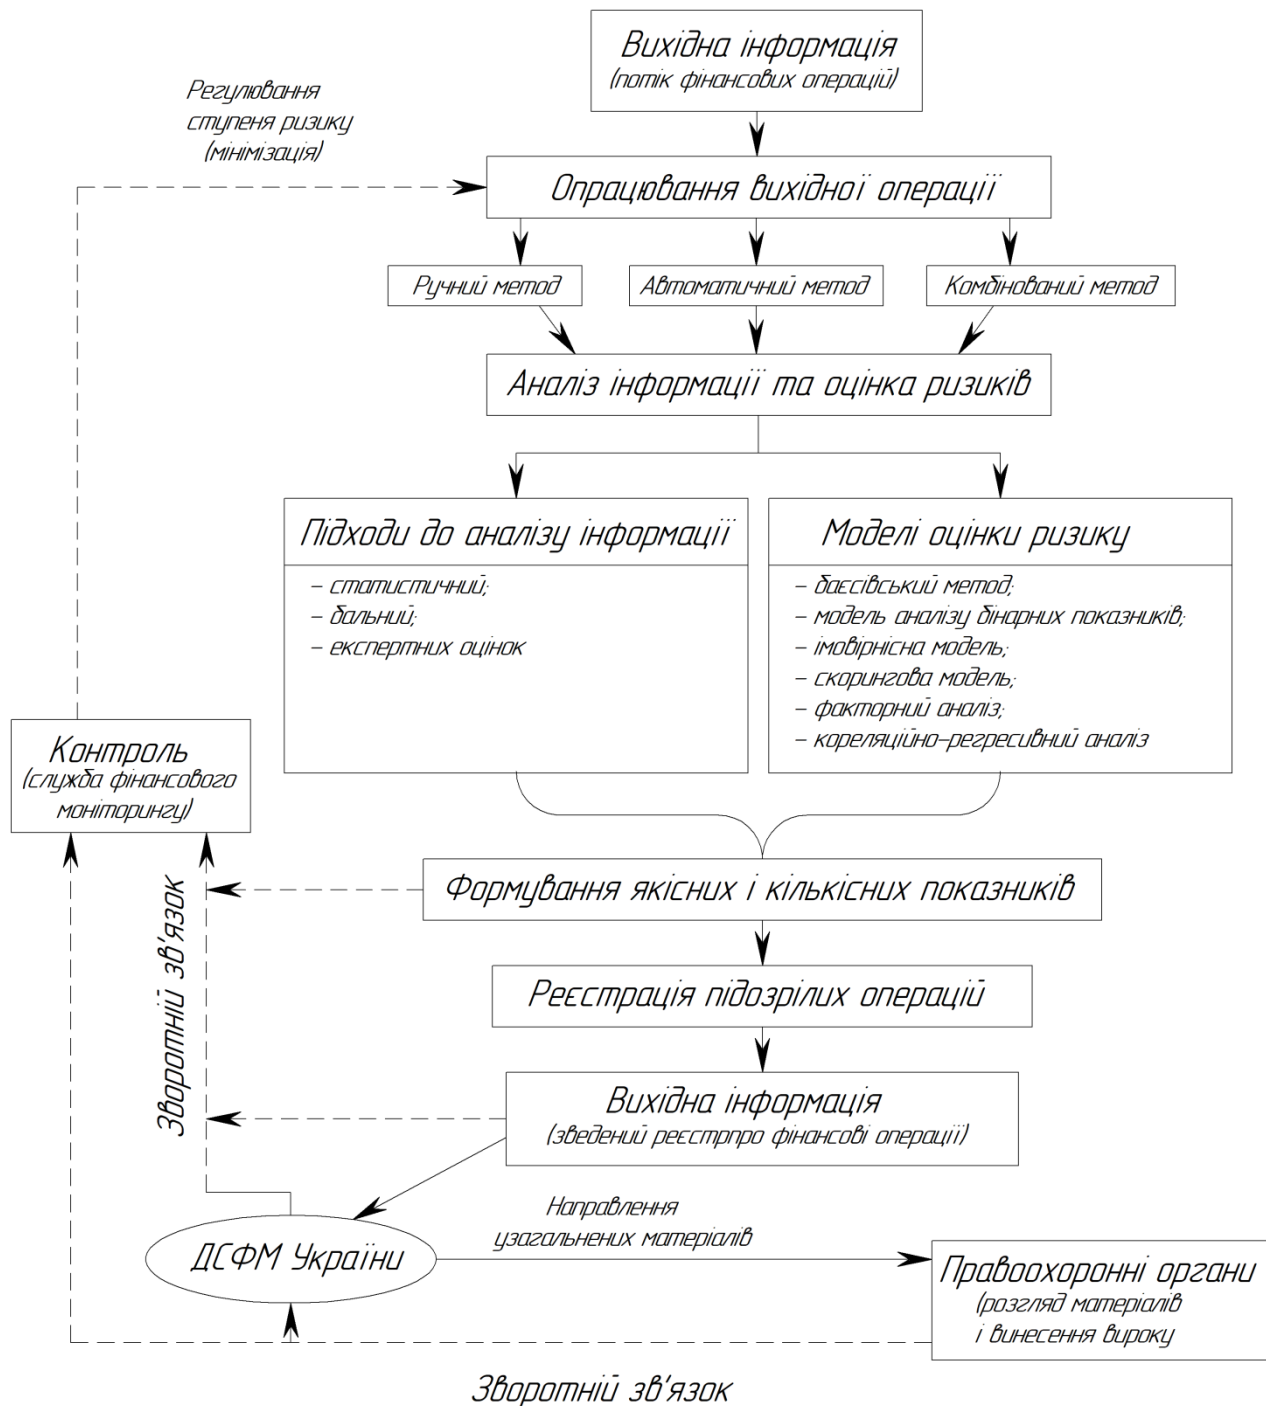 Вихідна інформація
(потік фінансових операцій)
Регулювання
ступеня ризику
(мінімізація)
Опрацювання вихідної операції
Ручний метод
Автоматичний метод
Комбінований метод
Аналіз інформації та оцінка ризиків
Підходи до аналізу інформації
– статистичний;
– бальний;
– експертних оцінок
Моделі оцінки ризику
– баєсівський метод;
– модель аналізу бінарних показників;
– імовірнісна модель;
– скорингова модель;
– факторний аналіз;
– кореляційно-регресивний аналіз
Контроль
(служба фінансового
моніторингу)
Формування якісних і кількісних показників
Зворотній зв'язок
Реєстрація підозрілих операцій
Вихідна інформація
(зведений реєстрпро фінансові операції)
ДСФМ України
Направлення
узагальнених матеріалів
Правоохоронні органи
(розгляд матеріалів
і винесення вироку
Зворотній зв'язок